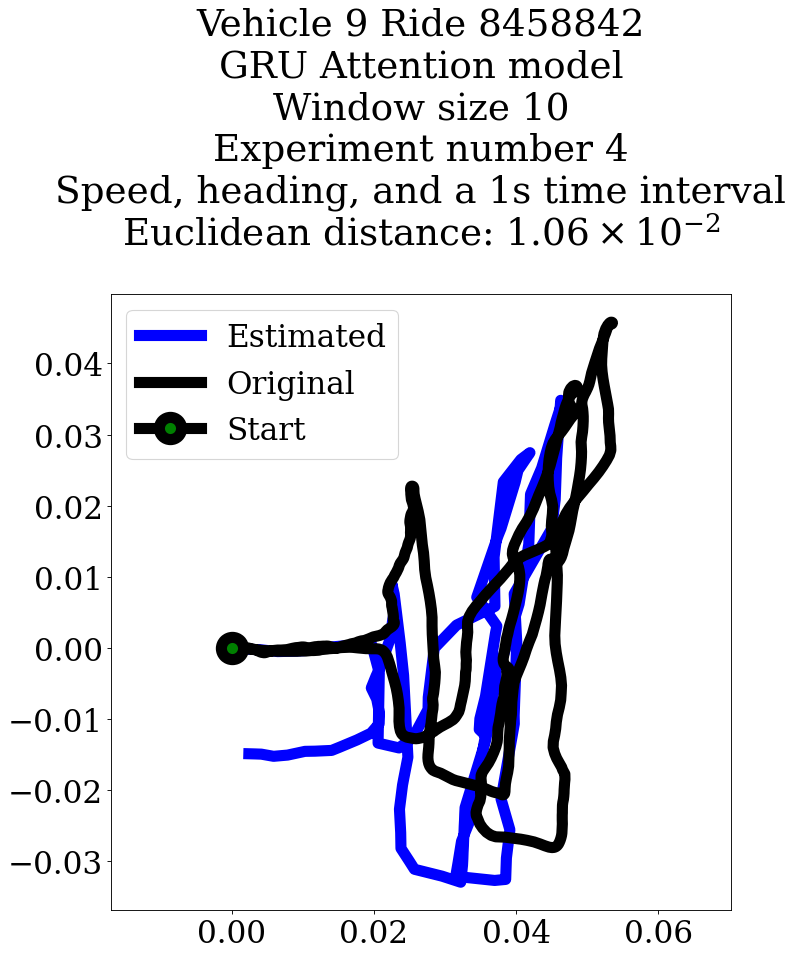 Vehicle 9 Ride 8458842
GRU Attention model
Window size 10
Experiment number 4
Speed, heading, and a 1s time interval
Euclidean distance: 1.06 × 10⁻²
Estimated
Original
Start
0.04
0.03
0.02
0.01
0.00
−0.01
−0.02
−0.03
0.00 0.02 0.04 0.06